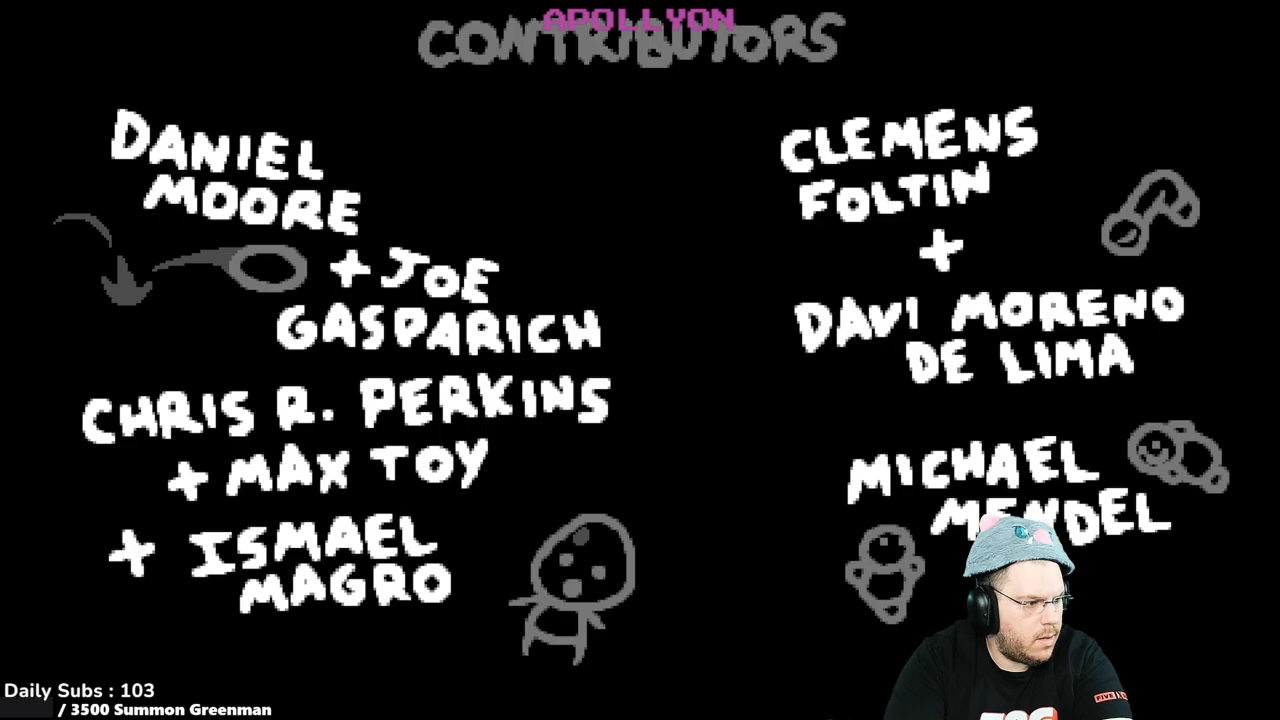 APOLLYON
CONTRIBUTORS
DANIEL
MOORE
+ JOE
GASPARICH
CHRIS R. PERKINS
+ MAX TOY
+ ISMAEL
MAGRO
CLEMENS
FOLTIN
+
DAVI MORENO
DE LIMA
MICHAEL
MENDEL
Daily Subs : 103
/ 3500 Summon Greenman